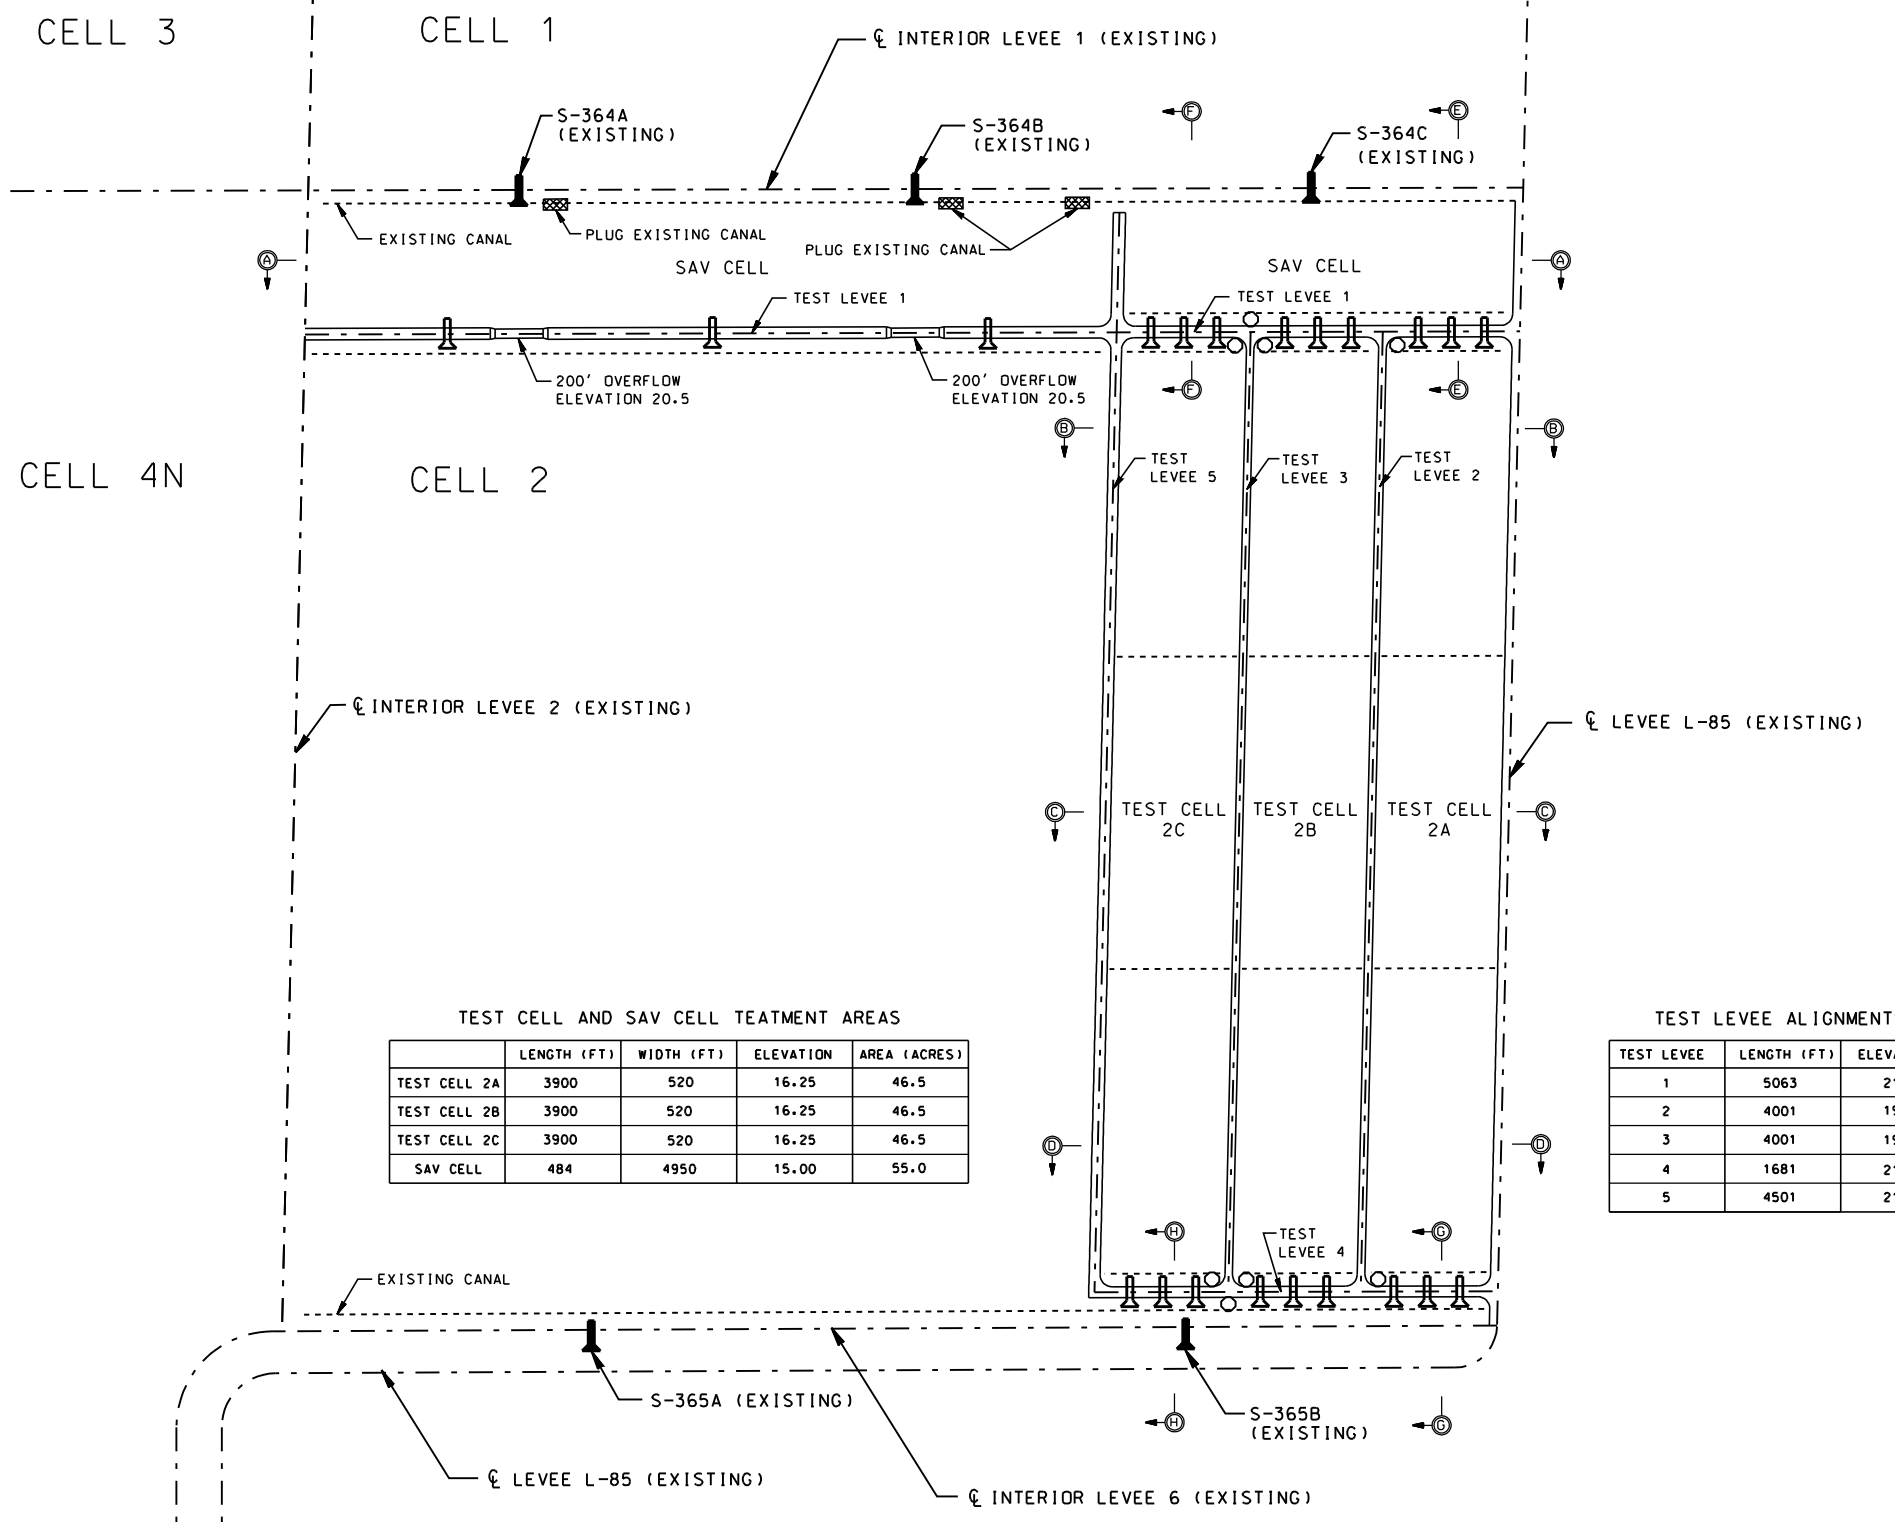 CELL 3
CELL 1
℄ INTERIOR LEVEE 1 (EXISTING)
S-364A
(EXISTING)
S-364B
(EXISTING)
F
E
S-364C
(EXISTING)
EXISTING CANAL
PLUG EXISTING CANAL
PLUG EXISTING CANAL
A
SAV CELL
SAV CELL
A
TEST LEVEE 1
TEST LEVEE 1
200' OVERFLOW
ELEVATION 20.5
200' OVERFLOW
ELEVATION 20.5
F
E
B
B
CELL 4N
CELL 2
TEST
LEVEE 5
TEST
LEVEE 3
TEST
LEVEE 2
℄ INTERIOR LEVEE 2 (EXISTING)
℄ LEVEE L-85 (EXISTING)
C
TEST CELL
2C
TEST CELL
2B
TEST CELL
2A
C
TEST CELL AND SAV CELL TEATMENT AREAS
LENGTH (FT) WIDTH (FT) ELEVATION AREA (ACRES)
TEST CELL 2A 3900 520 16.25 46.5
TEST CELL 2B 3900 520 16.25 46.5
TEST CELL 2C 3900 520 16.25 46.5
SAV CELL 484 4950 15.00 55.0
TEST LEVEE ALIGNMENT
TEST LEVEE LENGTH (FT)
1 5063
2 4001
3 4001
4 1681
5 4501
D
D
H
G
TEST
LEVEE 4
EXISTING CANAL
S-365A (EXISTING)
S-365B
(EXISTING)
H
G
℄ LEVEE L-85 (EXISTING)
℄ INTERIOR LEVEE 6 (EXISTING)